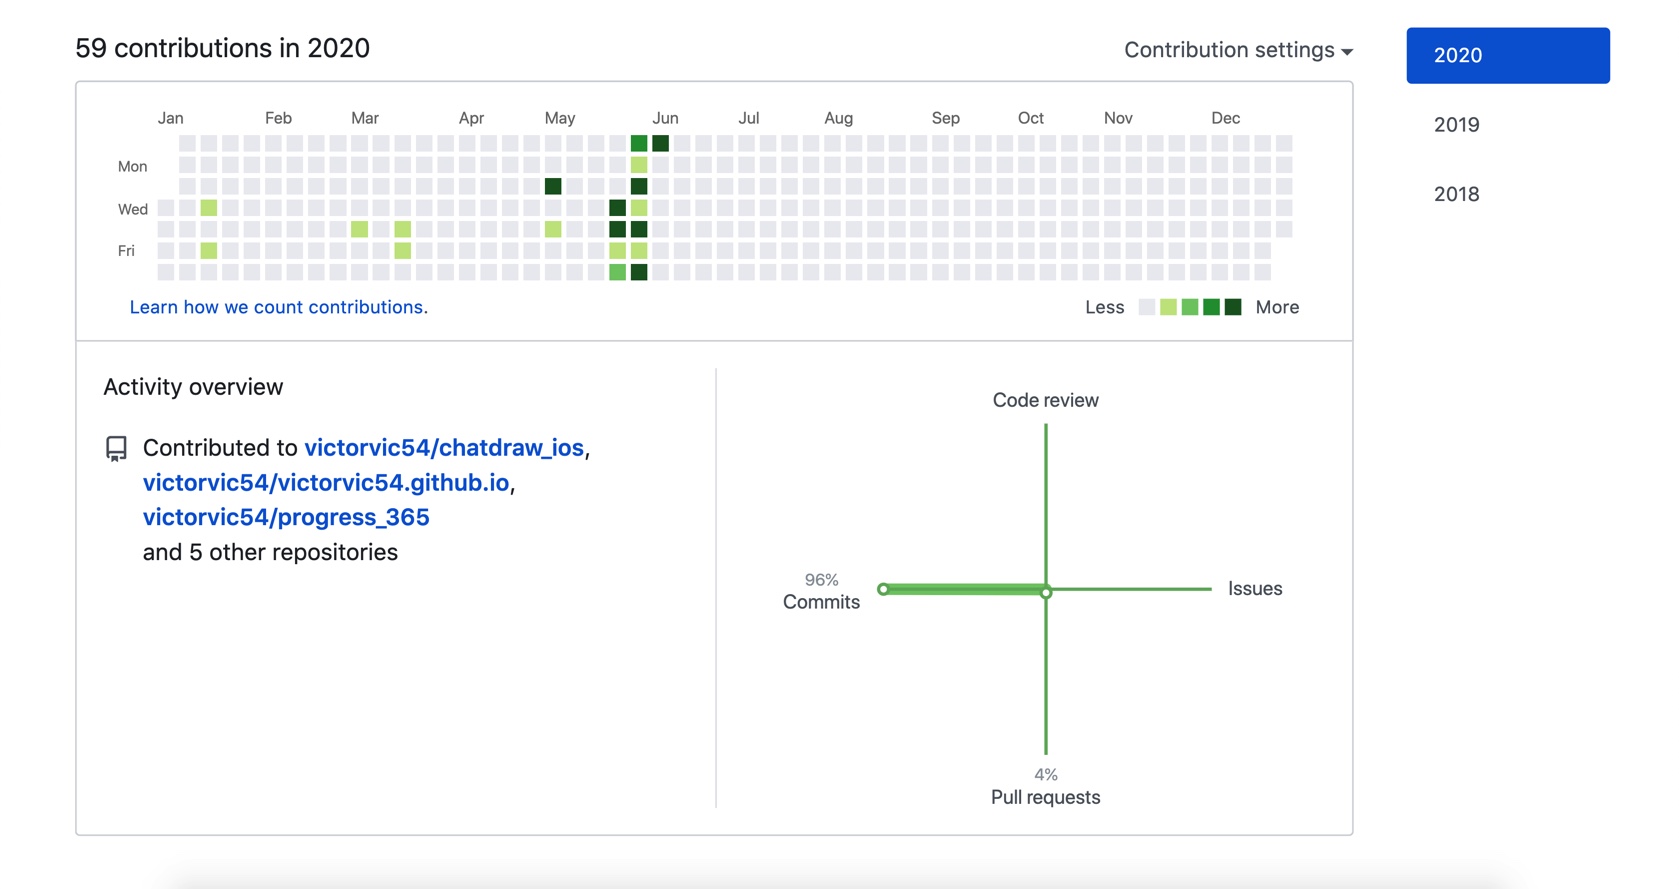 59 contributions in 2020
Contribution settings
2020
2019
2018
Jan Feb Mar Apr May Jun Jul Aug Sep Oct Nov Dec
Mon
Wed
Fri
Learn how we count contributions.
Less More
Activity overview
Contributed to victorvic54/chatdraw_ios,
victorvic54/victorvic54.github.io,
victorvic54/progress_365
and 5 other repositories
Code review
96%
Commits
Issues
4%
Pull requests